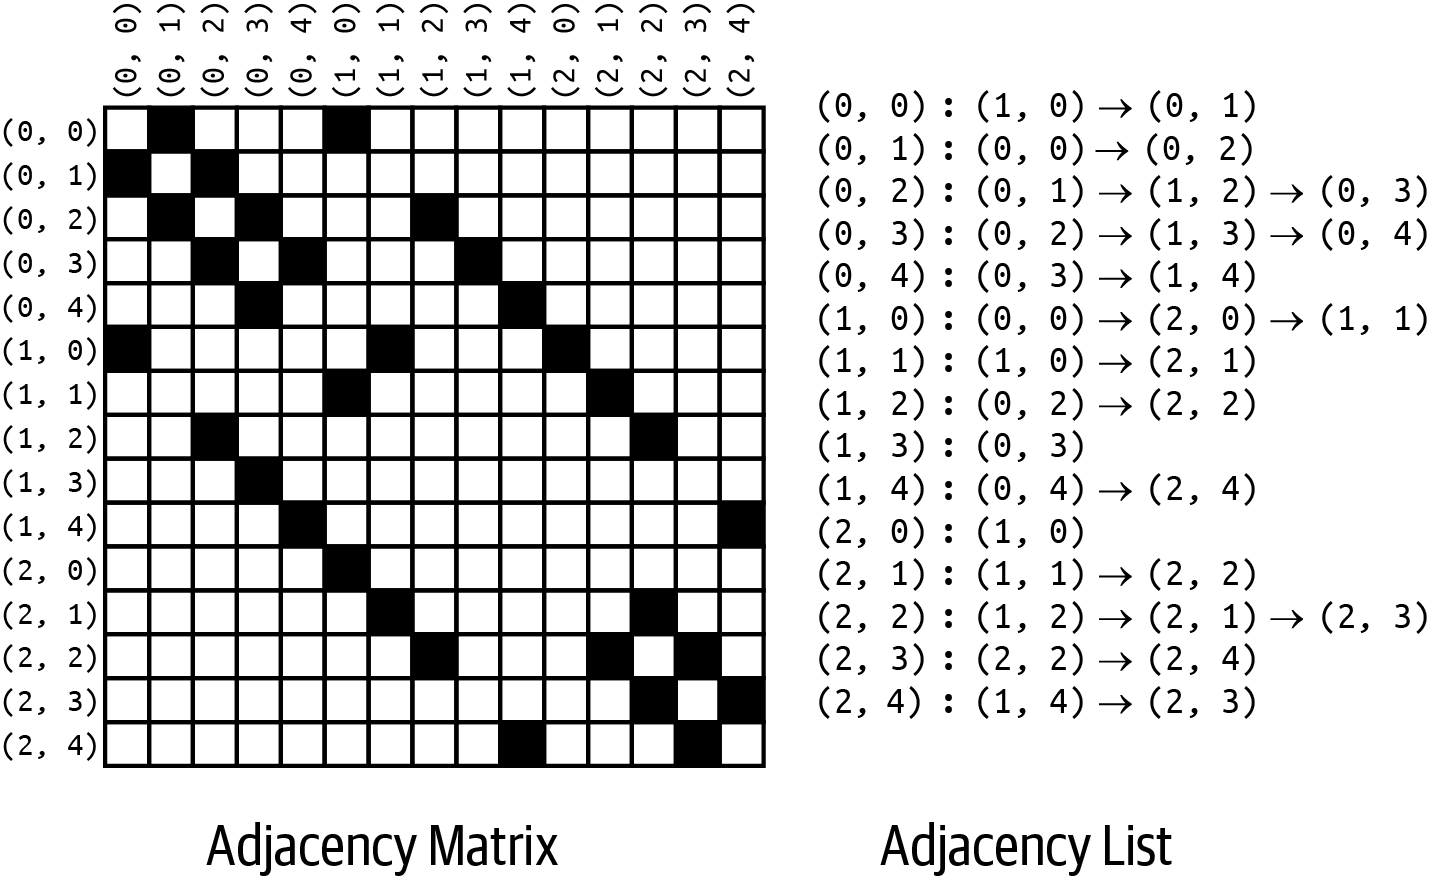 (0, 0) (0, 1) (0, 2) (0, 3) (0, 4) (1, 0) (1, 1) (1, 2) (1, 3) (1, 4) (2, 0) (2, 1) (2, 2) (2, 3) (2, 4)
(0, 0)
(0, 1)
(0, 2)
(0, 3)
(0, 4)
(1, 0)
(1, 1)
(1, 2)
(1, 3)
(1, 4)
(2, 0)
(2, 1)
(2, 2)
(2, 3)
(2, 4)
Adjacency Matrix
(0, 0) : (1, 0) → (0, 1)
(0, 1) : (0, 0) → (0, 2)
(0, 2) : (0, 1) → (1, 2) → (0, 3)
(0, 3) : (0, 2) → (1, 3) → (0, 4)
(0, 4) : (0, 3) → (1, 4)
(1, 0) : (0, 0) → (2, 0) → (1, 1)
(1, 1) : (1, 0) → (2, 1)
(1, 2) : (0, 2) → (2, 2)
(1, 3) : (0, 3)
(1, 4) : (0, 4) → (2, 4)
(2, 0) : (1, 0)
(2, 1) : (1, 1) → (2, 2)
(2, 2) : (1, 2) → (2, 1) → (2, 3)
(2, 3) : (2, 2) → (2, 4)
(2, 4) : (1, 4) → (2, 3)
Adjacency List